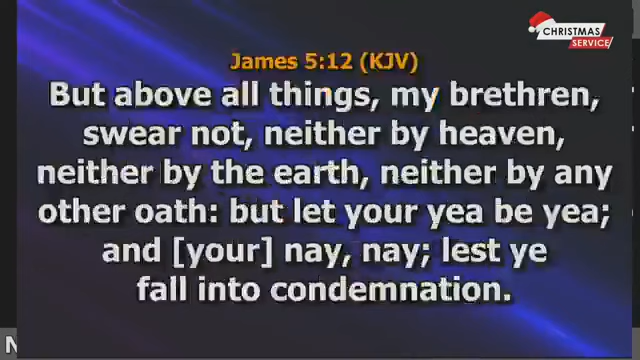 CHRISTMAS
SERVICE
James 5:12 (KJV)
But above all things, my brethren,
swear not, neither by heaven,
neither by the earth, neither by any
other oath: but let your yea be yea;
and [your] nay, nay; lest ye
fall into condemnation.